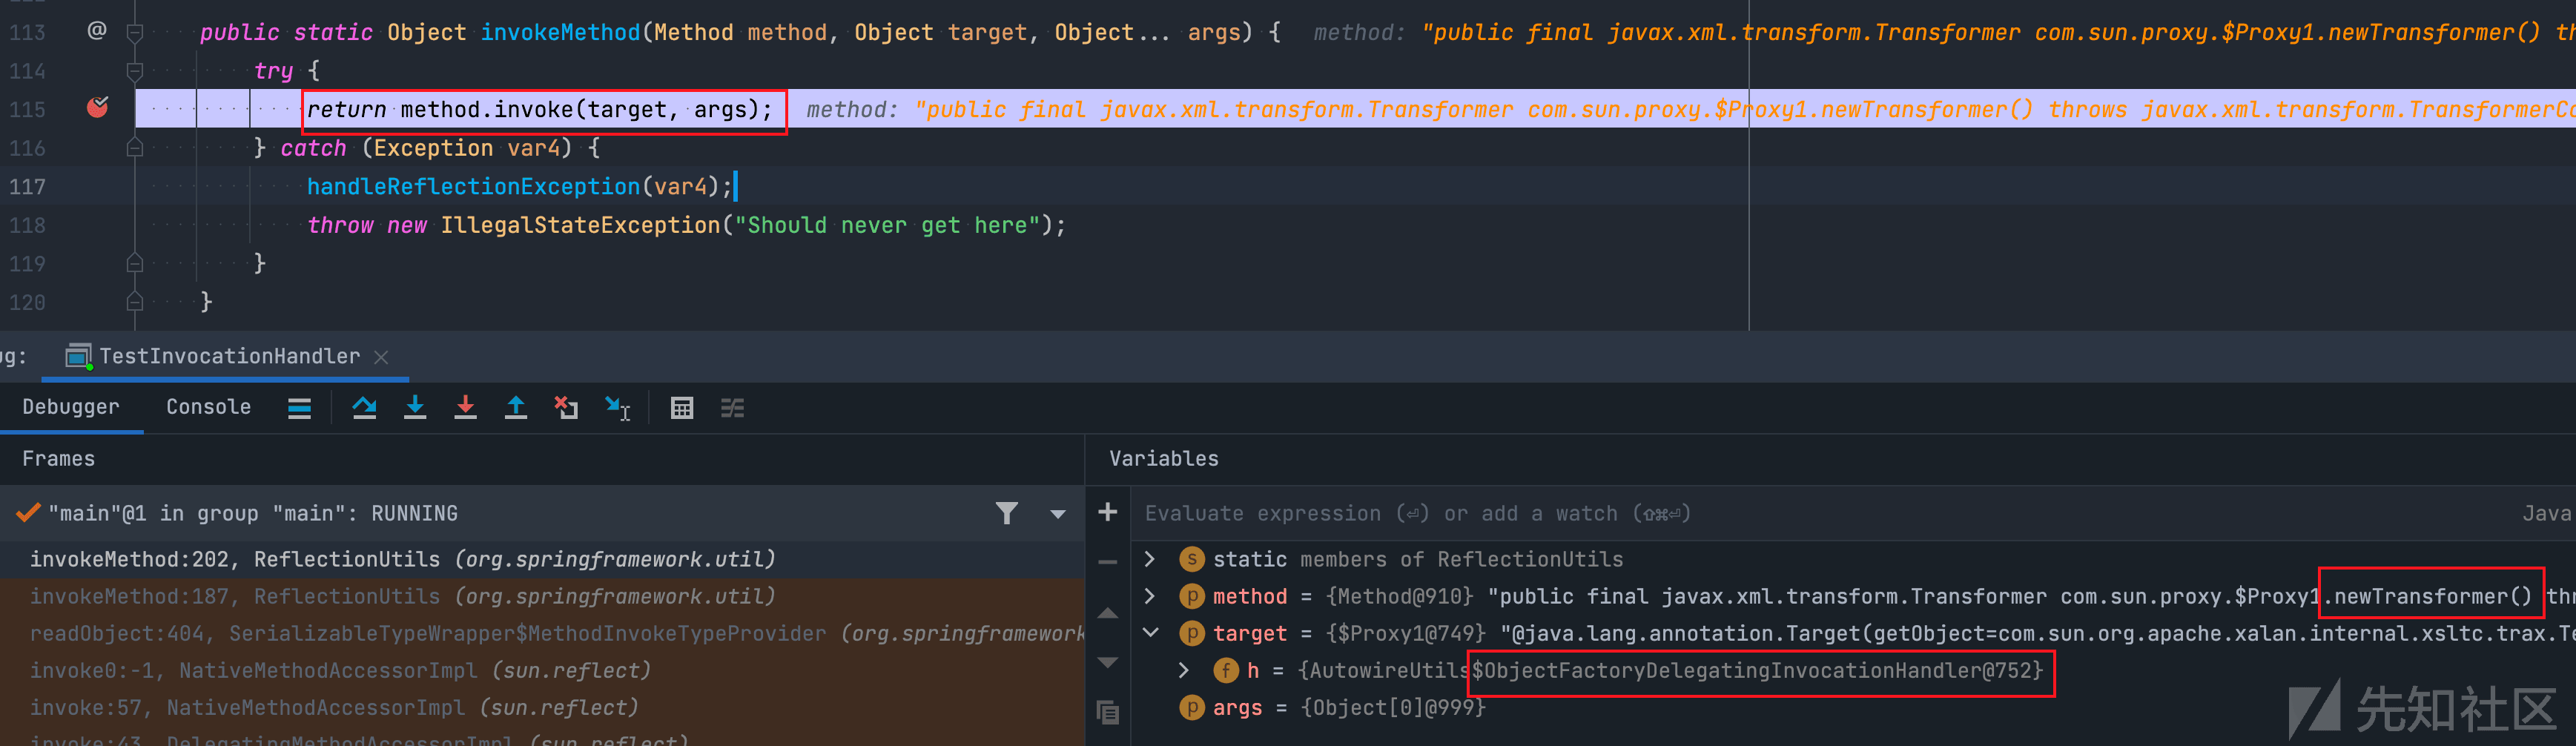 113 @ public static Object invokeMethod(Method method, Object target, Object... args) { method: "public final javax.xml.transform.Transformer com.sun.proxy.$Proxy1.newTransformer() th
114 try {
115 return method.invoke(target, args); method: "public final javax.xml.transform.Transformer com.sun.proxy.$Proxy1.newTransformer() throws javax.xml.transform.TransformerCo
116 } catch (Exception var4) {
117 handleReflectionException(var4);
118 throw new IllegalStateException("Should never get here");
119 }
120 }
ug: TestInvocationHandler
Debugger Console
Frames
Variables
"main"@1 in group "main": RUNNING
Evaluate expression (⏎) or add a watch (⇧⌘⏎) Java
invokeMethod:202, ReflectionUtils (org.springframework.util)
static members of ReflectionUtils
invokeMethod:187, ReflectionUtils (org.springframework.util)
method = {Method@910} "public final javax.xml.transform.Transformer com.sun.proxy.$Proxy1.newTransformer() thr
readObject:404, SerializableTypeWrapper$MethodInvokeTypeProvider (org.springframework
target = {$Proxy1@749} "@java.lang.annotation.Target(getObject=com.sun.org.apache.xalan.internal.xsltc.trax.Te
invoke0:-1, NativeMethodAccessorImpl (sun.reflect)
h = {AutowireUtils$ObjectFactoryDelegatingInvocationHandler@752}
invoke:57, NativeMethodAccessorImpl (sun.reflect)
args = {Object[0]@999}
invoke:43, DelegatingMethodAccessorImpl (sun.reflect)
先知社区